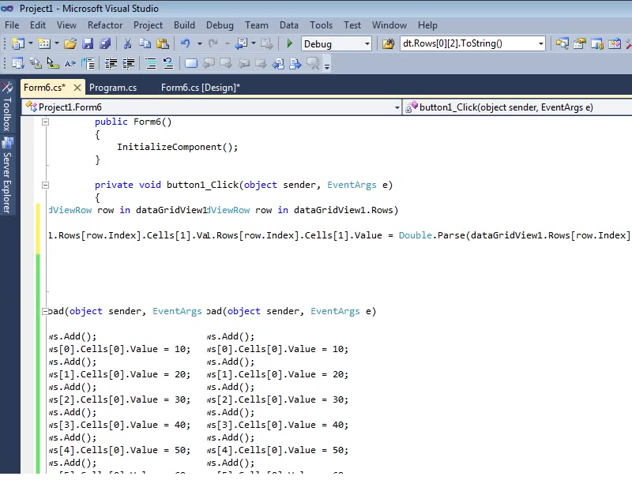 Project1 - Microsoft Visual Studio
File Edit View Refactor Project Build Debug Team Data Tools Test Window Help
Debug dt.Rows[0][2].ToString()
Form6.cs* Program.cs Form6.cs [Design]*
Toolbox
Server Explorer
Project1.Form6 button1_Click(object sender, EventArgs e)
public Form6()
{
InitializeComponent();
}
private void button1_Click(object sender, EventArgs e)
{
dViewRow row in dataGridView1dViewRow row in dataGridView1.Rows)
1.Rows[row.Index].Cells[1].Va1.Rows[row.Index].Cells[1].Value = Double.Parse(dataGridView1.Rows[row.Index]
oad(object sender, EventArgs oad(object sender, EventArgs e)
ws.Add(); ws.Add();
ws[0].Cells[0].Value = 10; ws[0].Cells[0].Value = 10;
ws.Add(); ws.Add();
ws[1].Cells[0].Value = 20; ws[1].Cells[0].Value = 20;
ws.Add(); ws.Add();
ws[2].Cells[0].Value = 30; ws[2].Cells[0].Value = 30;
ws.Add(); ws.Add();
ws[3].Cells[0].Value = 40; ws[3].Cells[0].Value = 40;
ws.Add(); ws.Add();
ws[4].Cells[0].Value = 50; ws[4].Cells[0].Value = 50;
ws.Add(); ws.Add();